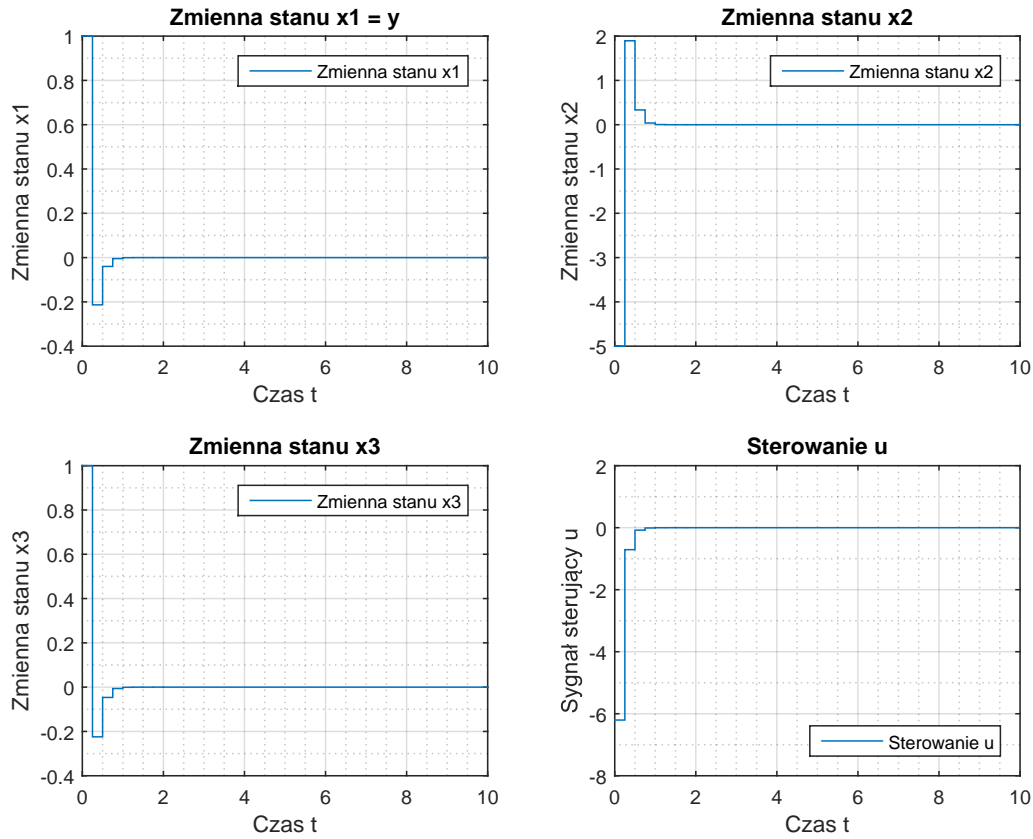 Zmienna stanu x1 = y
1
0.8
0.6
0.4
0.2
0
-0.2
-0.4
Zmienna stanu x1
Zmienna stanu x1
0 2 4 6 8 10
Czas t
Zmienna stanu x2
2
1
0
-1
-2
-3
-4
-5
Zmienna stanu x2
Zmienna stanu x2
0 2 4 6 8 10
Czas t
Zmienna stanu x3
1
0.8
0.6
0.4
0.2
0
-0.2
-0.4
Zmienna stanu x3
Zmienna stanu x3
0 2 4 6 8 10
Czas t
Sterowanie u
2
0
-2
-4
-6
-8
Sygnał sterujący u
Sterowanie u
0 2 4 6 8 10
Czas t